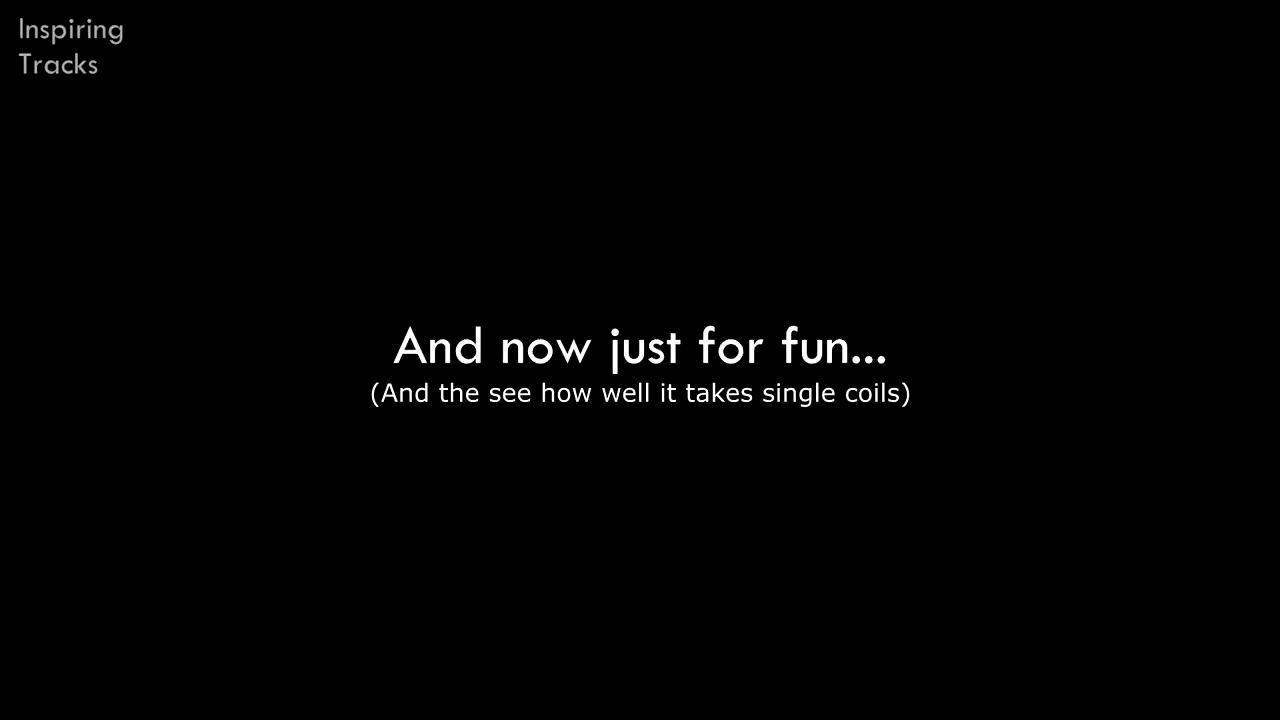 Inspiring
Tracks
And now just for fun...
(And the see how well it takes single coils)